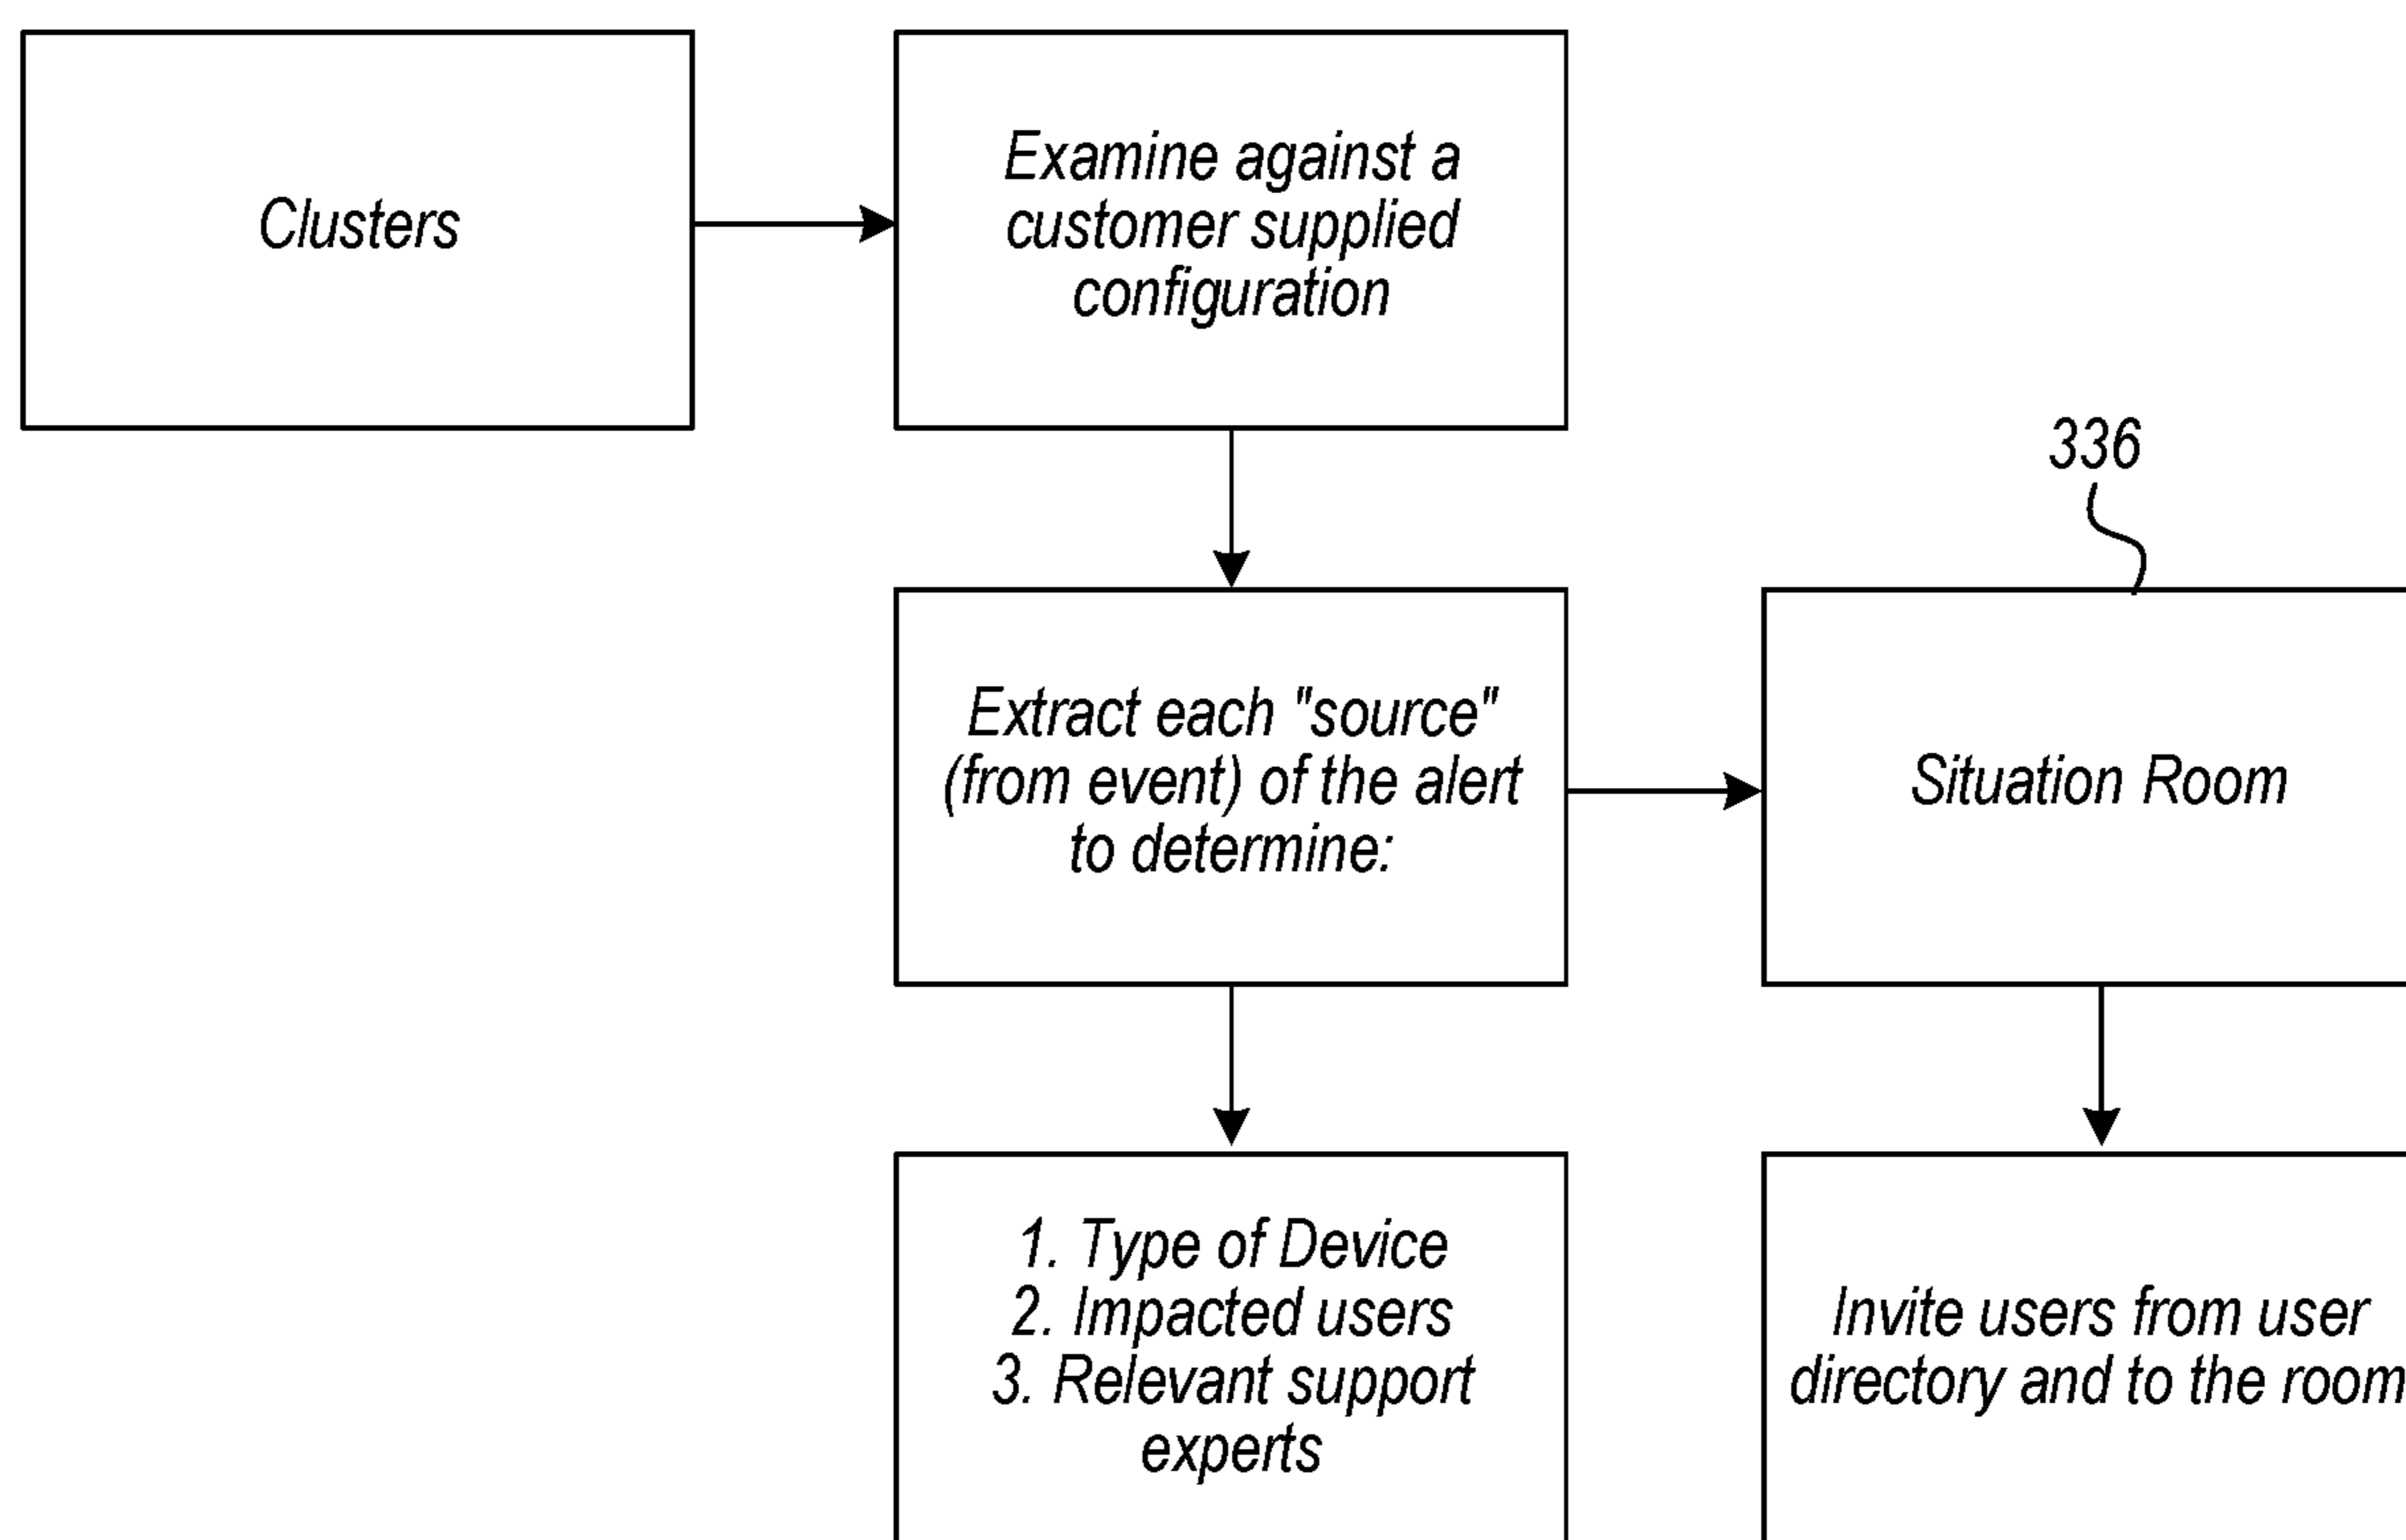 Clusters
Examine against a
customer supplied
configuration
336
Extract each "source"
(from event) of the alert
to determine:
Situation Room
1. Type of Device
2. Impacted users
3. Relevant support
experts
Invite users from user
directory and to the room